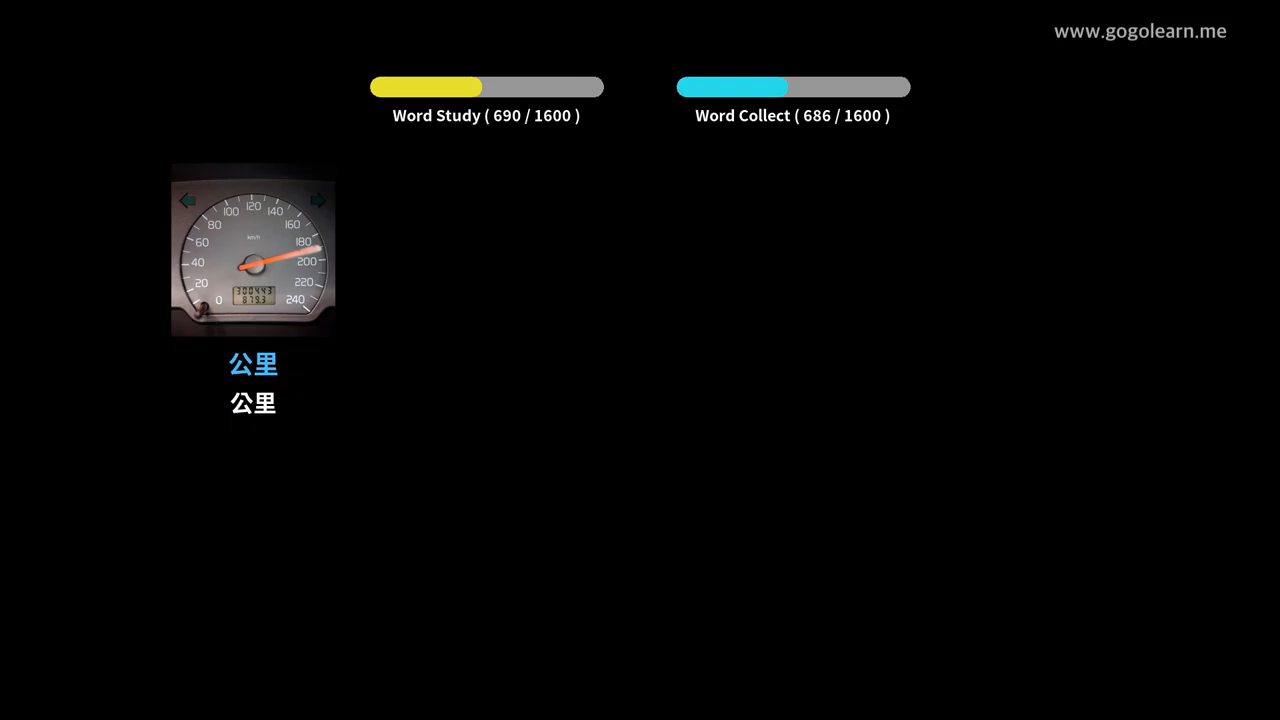 www.gogolearn.me
Word Study ( 690 / 1600 )
Word Collect ( 686 / 1600 )
0 20 40 60 80 100 120 140 160 180 200 220 240
km/h
300443
879.3
公里
公里